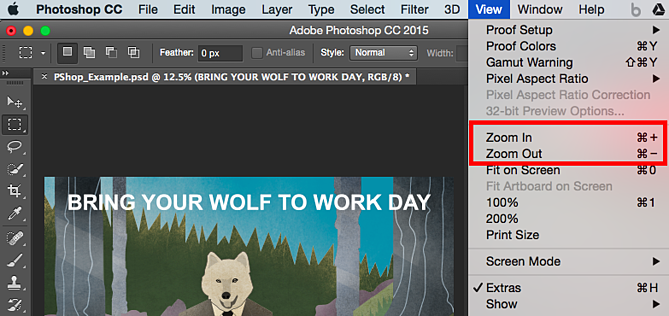 Photoshop CC File Edit Image Layer Type Select Filter 3D View Window Help
Adobe Photoshop CC 2015
Feather: 0 px Anti-alias Style: Normal Width:
× PShop_Example.psd @ 12.5% (BRING YOUR WOLF TO WORK DAY, RGB/8) *
BRING YOUR WOLF TO WORK DAY
Proof Setup ▶
Proof Colors ⌘Y
Gamut Warning ⇧⌘Y
Pixel Aspect Ratio ▶
Pixel Aspect Ratio Correction
32-bit Preview Options...
Zoom In ⌘+
Zoom Out ⌘−
Fit on Screen ⌘0
Fit Artboard on Screen
100% ⌘1
200%
Print Size
Screen Mode ▶
✓ Extras ⌘H
Show ▶